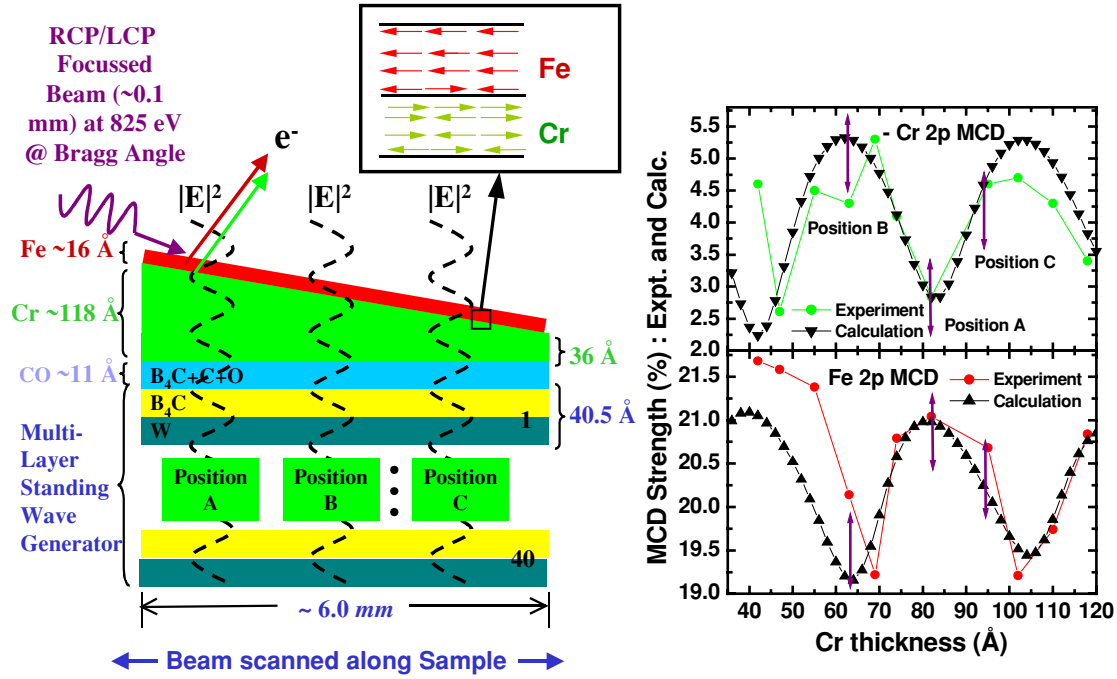 RCP/LCP
Focussed
Beam (~0.1
mm) at 825 eV
@ Bragg Angle
e-
Fe
Cr
|E|2 |E|2 |E|2
Fe ~16 Å
Cr ~118 Å
CO ~11 Å
36 Å
40.5 Å
B4C+C+O
B4C
W
1
Multi-
Layer
Standing
Wave
Generator
Position
A
Position
B
Position
C
40
~ 6.0 mm
Beam scanned along Sample
MCD Strength (%) : Expt. and Calc.
5.5
5.0
4.5
4.0
3.5
3.0
2.5
2.0
- Cr 2p MCD
Position B
Position C
Position A
Experiment
Calculation
21.5
21.0
20.5
20.0
19.5
19.0
Fe 2p MCD
Experiment
Calculation
40 50 60 70 80 90 100 110 120
Cr thickness (Å)